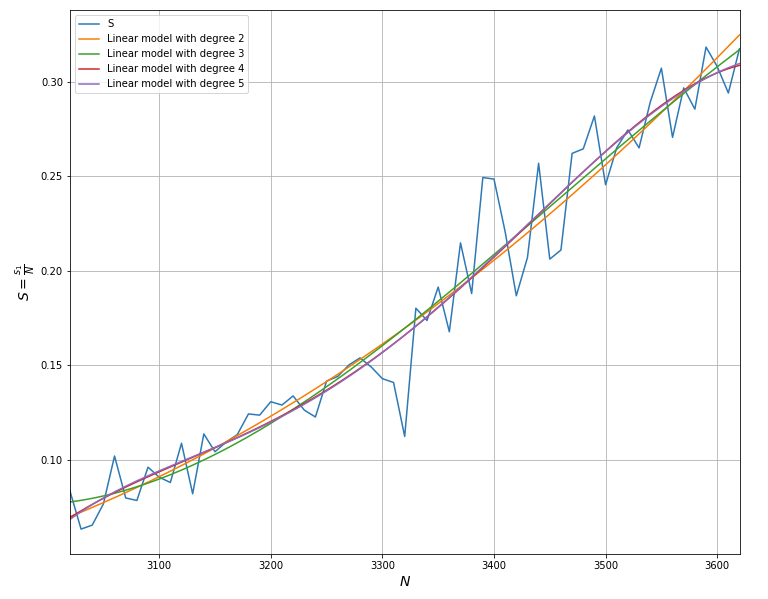 S
Linear model with degree 2
Linear model with degree 3
Linear model with degree 4
Linear model with degree 5
0.30
0.25
0.20
0.15
0.10
S = s₁/N
3100 3200 3300 3400 3500 3600
N